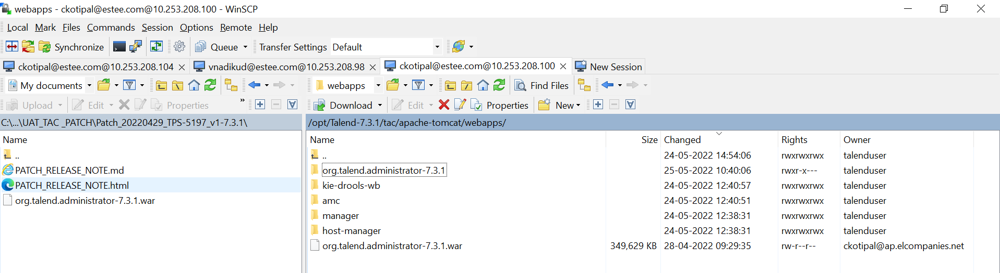 webapps - ckotipal@estee.com@10.253.208.100 - WinSCP
Local Mark Files Commands Session Options Remote Help
Synchronize Queue Transfer Settings Default
ckotipal@estee.com@10.253.208.104 vnadikud@estee.com@10.253.208.98 ckotipal@estee.com@10.253.208.100 New Session
My documents webapps Find Files
Upload Edit Properties » Download Edit Properties New
C:\...\UAT_TAC _PATCH\Patch_20220429_TPS-5197_v1-7.3.1\ /opt/Talend-7.3.1/tac/apache-tomcat/webapps/
Name Name Size Changed Rights Owner
.. .. 24-05-2022 14:54:06 rwxrwxrwx talenduser
PATCH_RELEASE_NOTE.md org.talend.administrator-7.3.1 25-05-2022 10:40:06 rwxr-x--- talenduser
PATCH_RELEASE_NOTE.html kie-drools-wb 24-05-2022 12:40:57 rwxrwxrwx talenduser
org.talend.administrator-7.3.1.war amc 24-05-2022 12:40:51 rwxrwxrwx talenduser
manager 24-05-2022 12:38:31 rwxrwxrwx talenduser
host-manager 24-05-2022 12:38:31 rwxrwxrwx talenduser
org.talend.administrator-7.3.1.war 349,629 KB 28-04-2022 09:29:35 rw-r--r-- ckotipal@ap.elcompanies.net